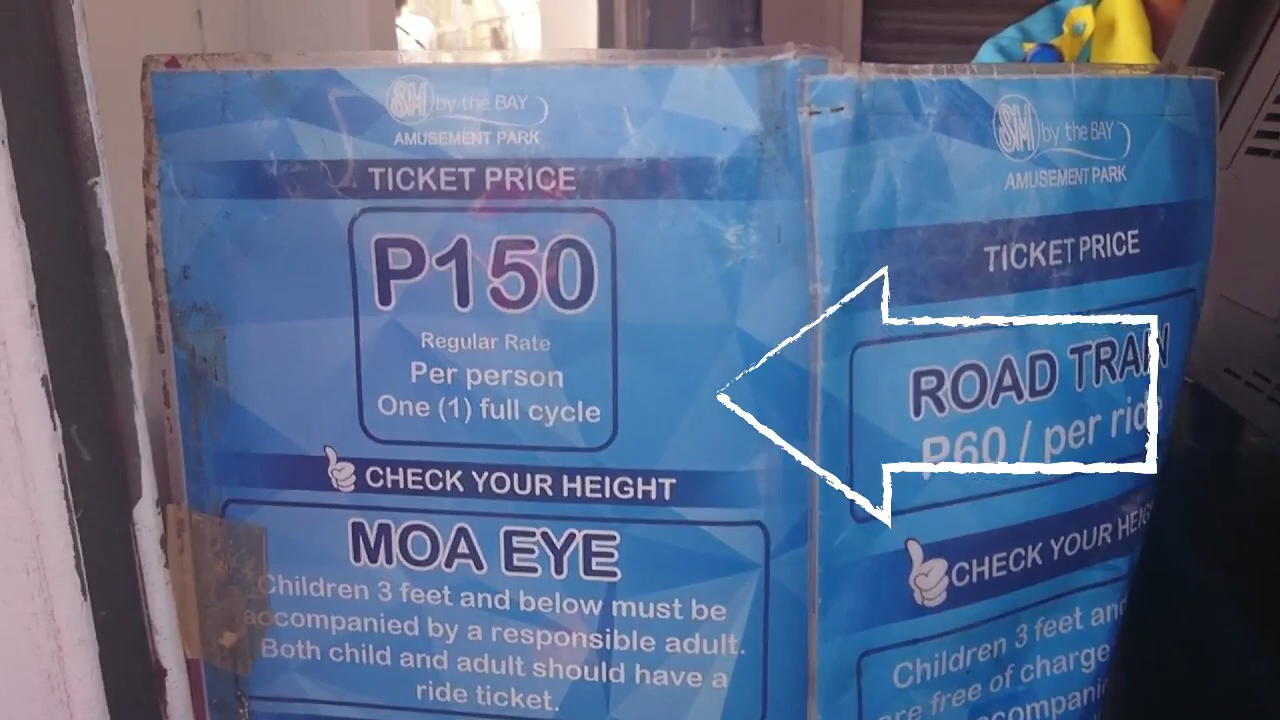 SM by the BAY
AMUSEMENT PARK
TICKET PRICE
P150
Regular Rate
Per person
One (1) full cycle
CHECK YOUR HEIGHT
MOA EYE
Children 3 feet and below must be
accompanied by a responsible adult.
Both child and adult should have a
ride ticket.
SM by the BAY
AMUSEMENT PARK
TICKET PRICE
ROAD TRAIN
P60 / per ride
CHECK YOUR
Children 3 feet and
are free of charge